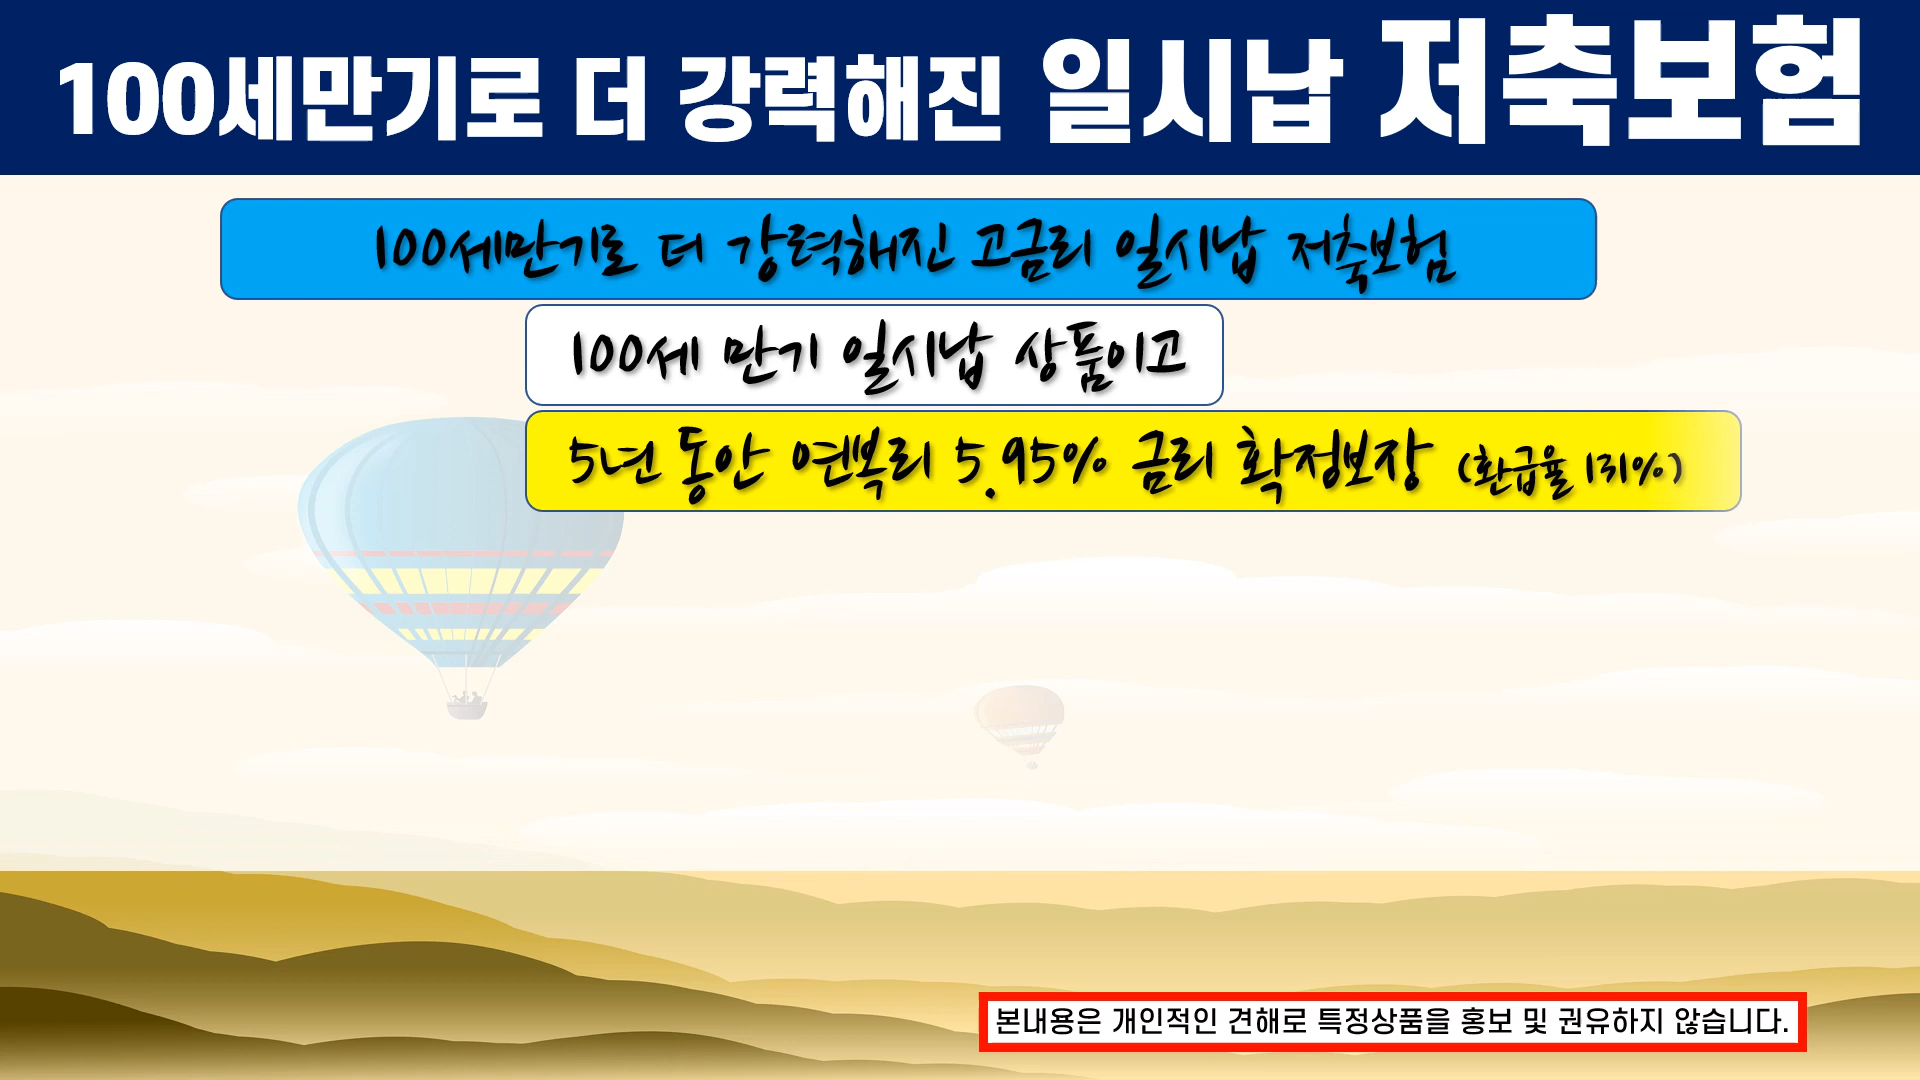 100세만기로 더 강력해진 일시납 저축보험
100세만기로 더 강력해진 고금리 일시납 저축보험
100세 만기 일시납 상품이고
5년 동안 연복리 5.95% 금리 확정보장 (환급율 131%)
본내용은 개인적인 견해로 특정상품을 홍보 및 권유하지 않습니다.